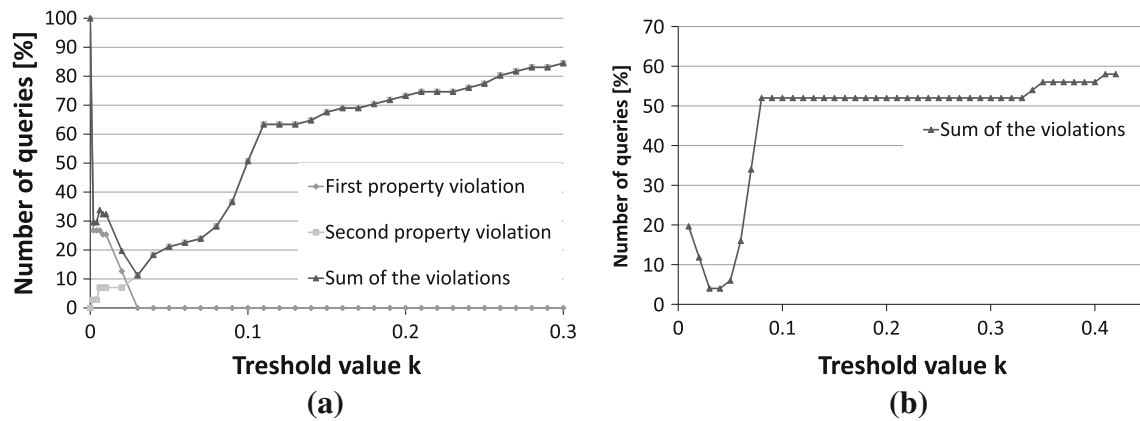 Number of queries [%]
100
90
80
70
60
50
40
30
20
10
0
First property violation
Second property violation
Sum of the violations
0 0.1 0.2 0.3
Treshold value k
(a)
Number of queries [%]
70
60
50
40
30
20
10
0
Sum of the violations
0 0.1 0.2 0.3 0.4
Treshold value k
(b)